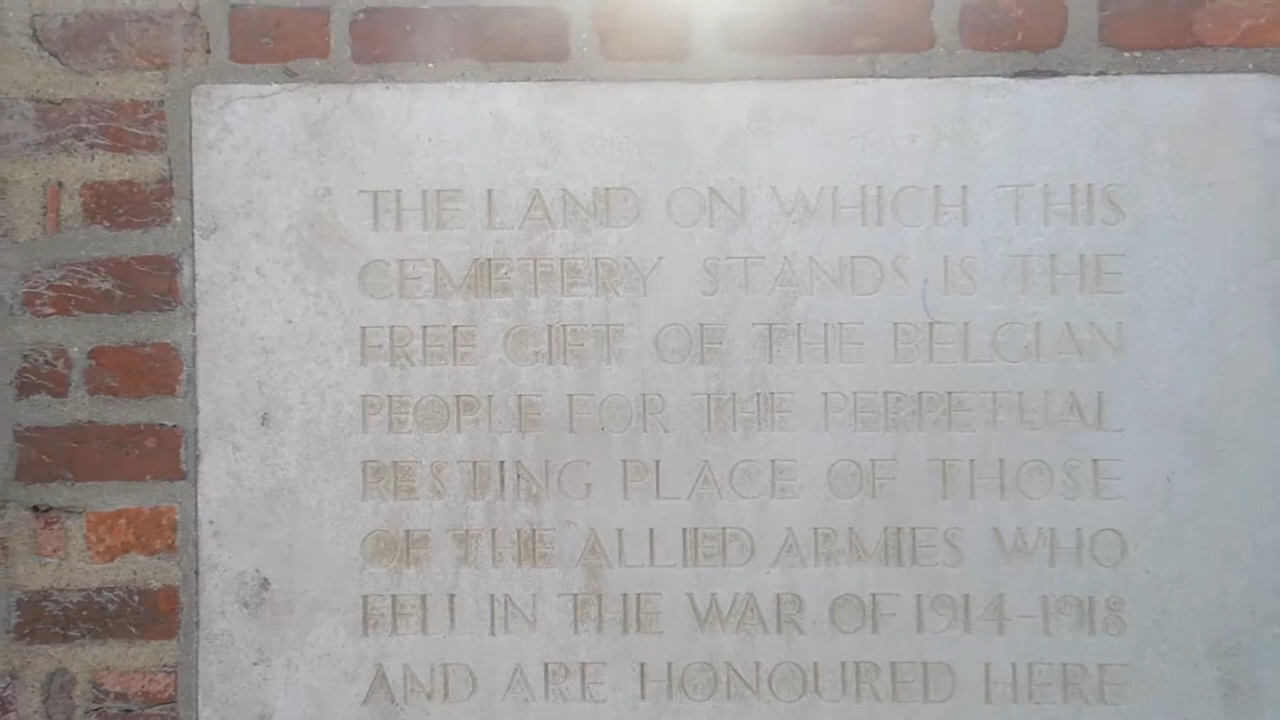 THE LAND ON WHICH THIS
CEMETERY STANDS IS THE
FREE GIFT OF THE BELGIAN
PEOPLE FOR THE PERPETUAL
RESTING PLACE OF THOSE
OF THE ALLIED ARMIES WHO
FELL IN THE WAR OF 1914-1918
AND ARE HONOURED HERE